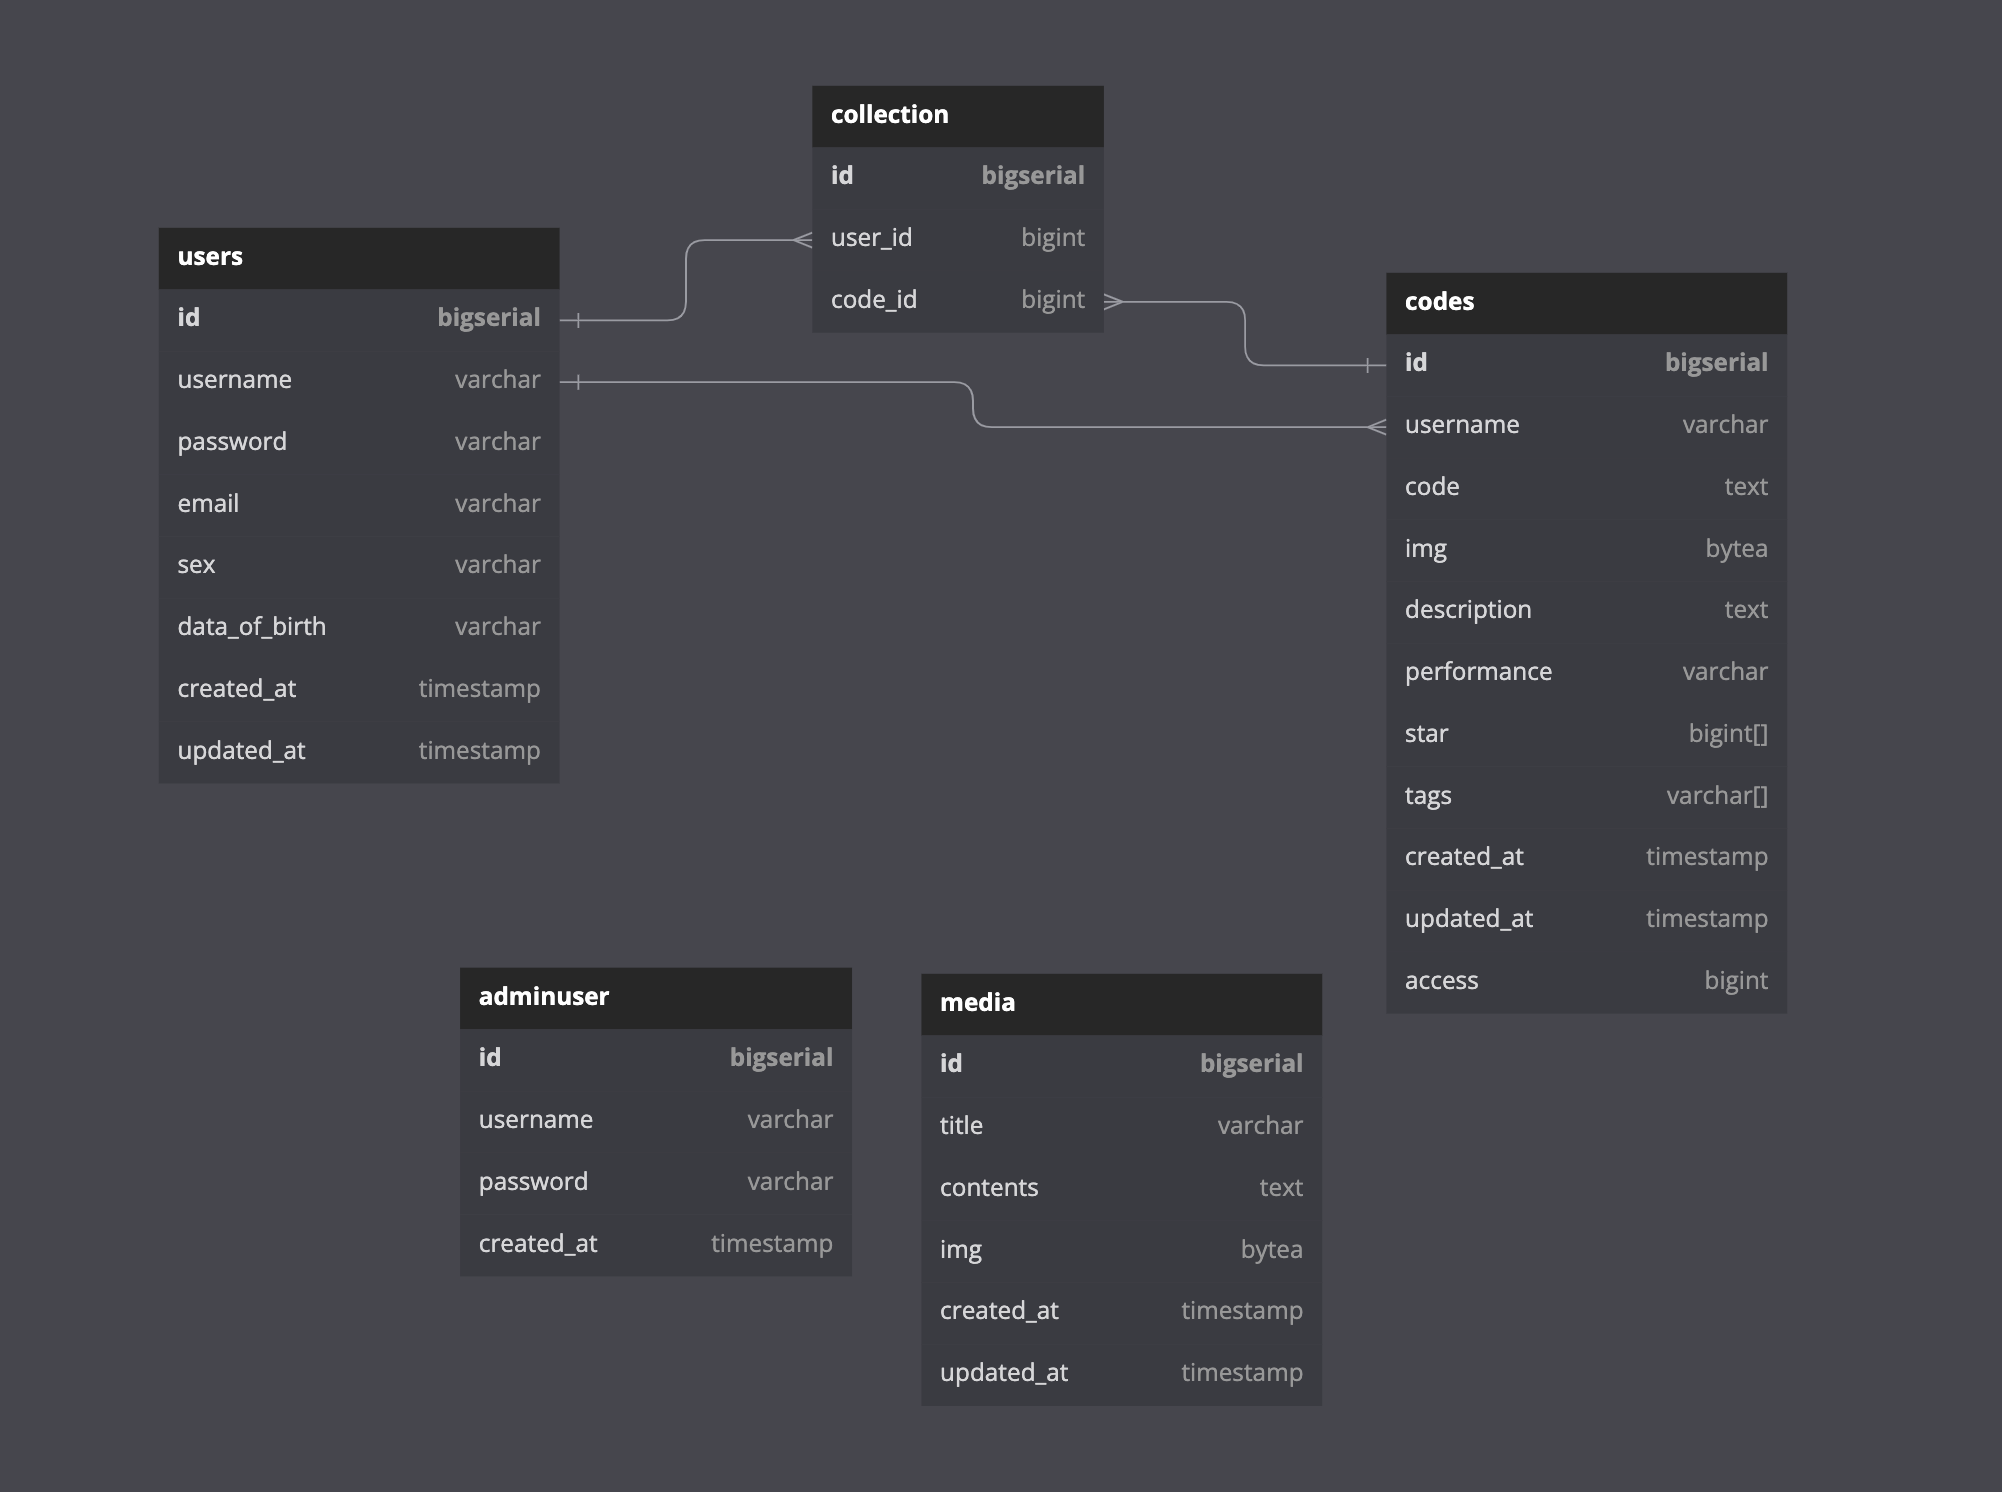 collection
id bigserial
user_id bigint
code_id bigint
users
id bigserial
username varchar
password varchar
email varchar
sex varchar
data_of_birth varchar
created_at timestamp
updated_at timestamp
codes
id bigserial
username varchar
code text
img bytea
description text
performance varchar
star bigint[]
tags varchar[]
created_at timestamp
updated_at timestamp
access bigint
adminuser
id bigserial
username varchar
password varchar
created_at timestamp
media
id bigserial
title varchar
contents text
img bytea
created_at timestamp
updated_at timestamp